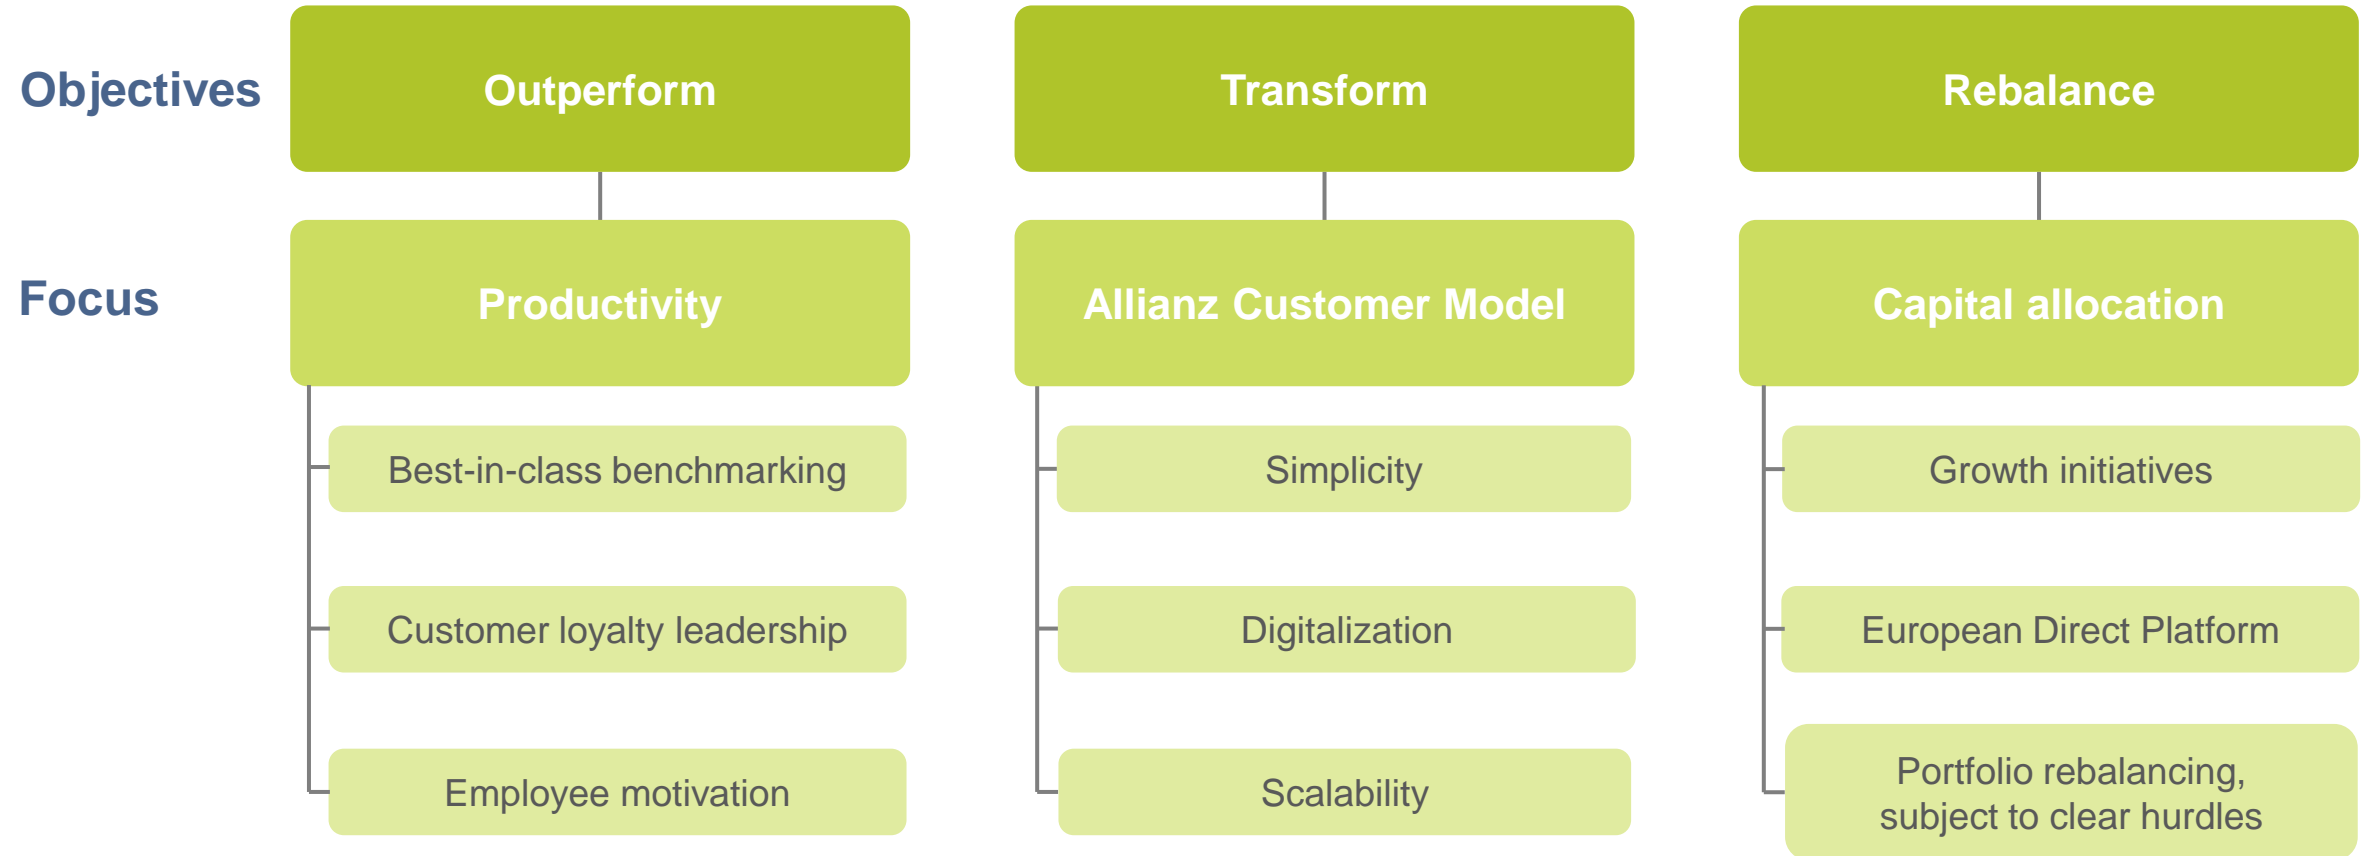 Objectives
Outperform
Transform
Rebalance
Focus
Productivity
Allianz Customer Model
Capital allocation
Best-in-class benchmarking
Simplicity
Growth initiatives
Customer loyalty leadership
Digitalization
European Direct Platform
Employee motivation
Scalability
Portfolio rebalancing,
subject to clear hurdles